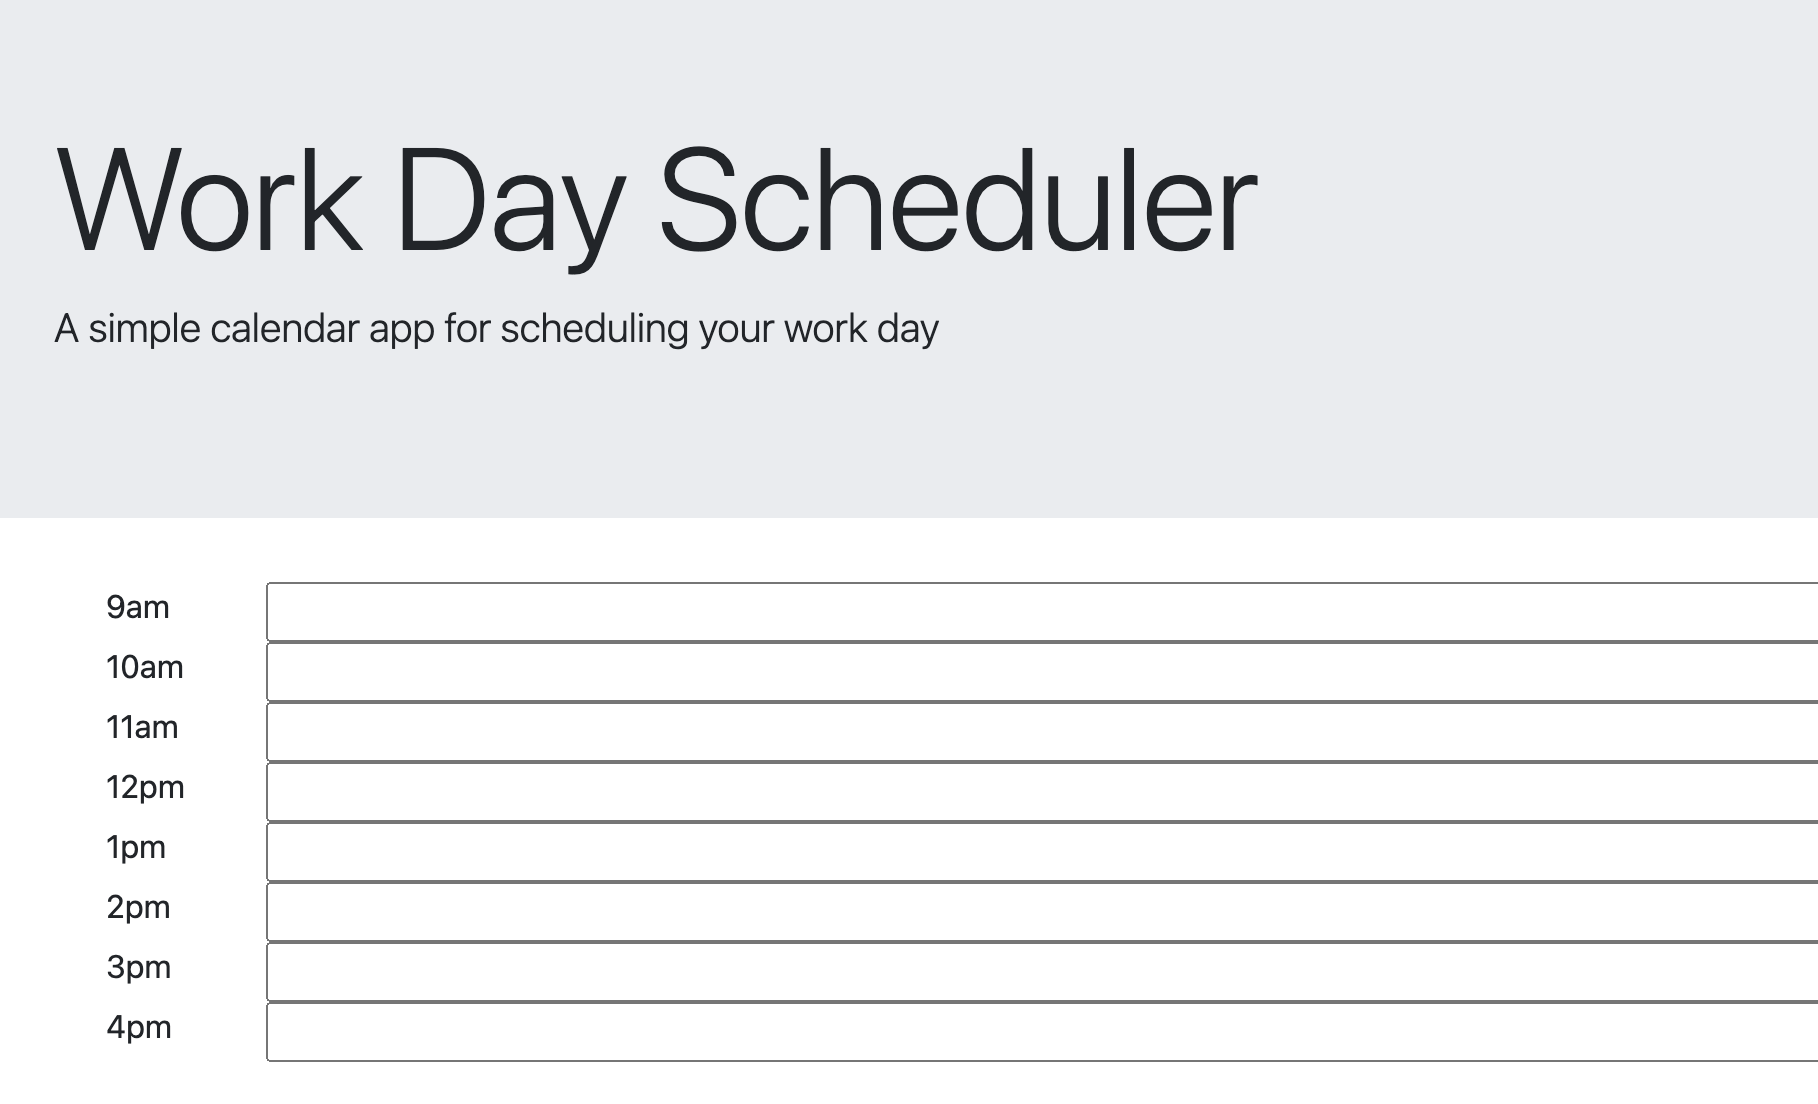 Work Day Scheduler
A simple calendar app for scheduling your work day
9am
10am
11am
12pm
1pm
2pm
3pm
4pm